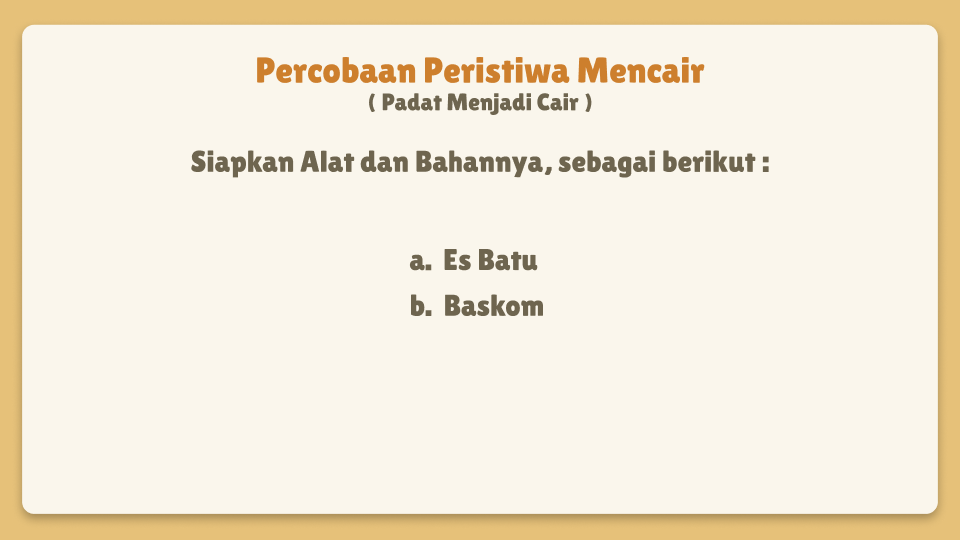 Percobaan Peristiwa Mencair
( Padat Menjadi Cair )
Siapkan Alat dan Bahannya, sebagai berikut :
a. Es Batu
b. Baskom